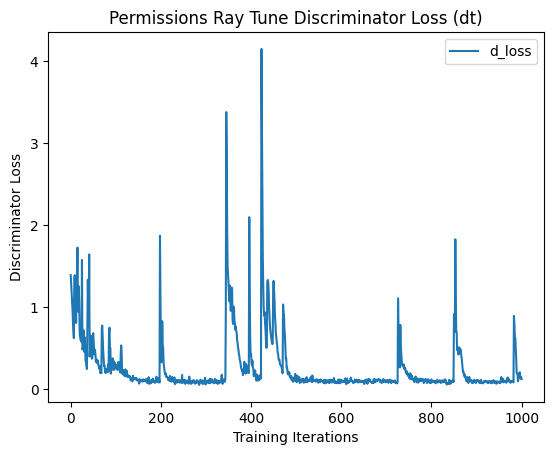 Permissions Ray Tune Discriminator Loss (dt)
d_loss
Discriminator Loss
4
3
2
1
0
0 200 400 600 800 1000
Training Iterations